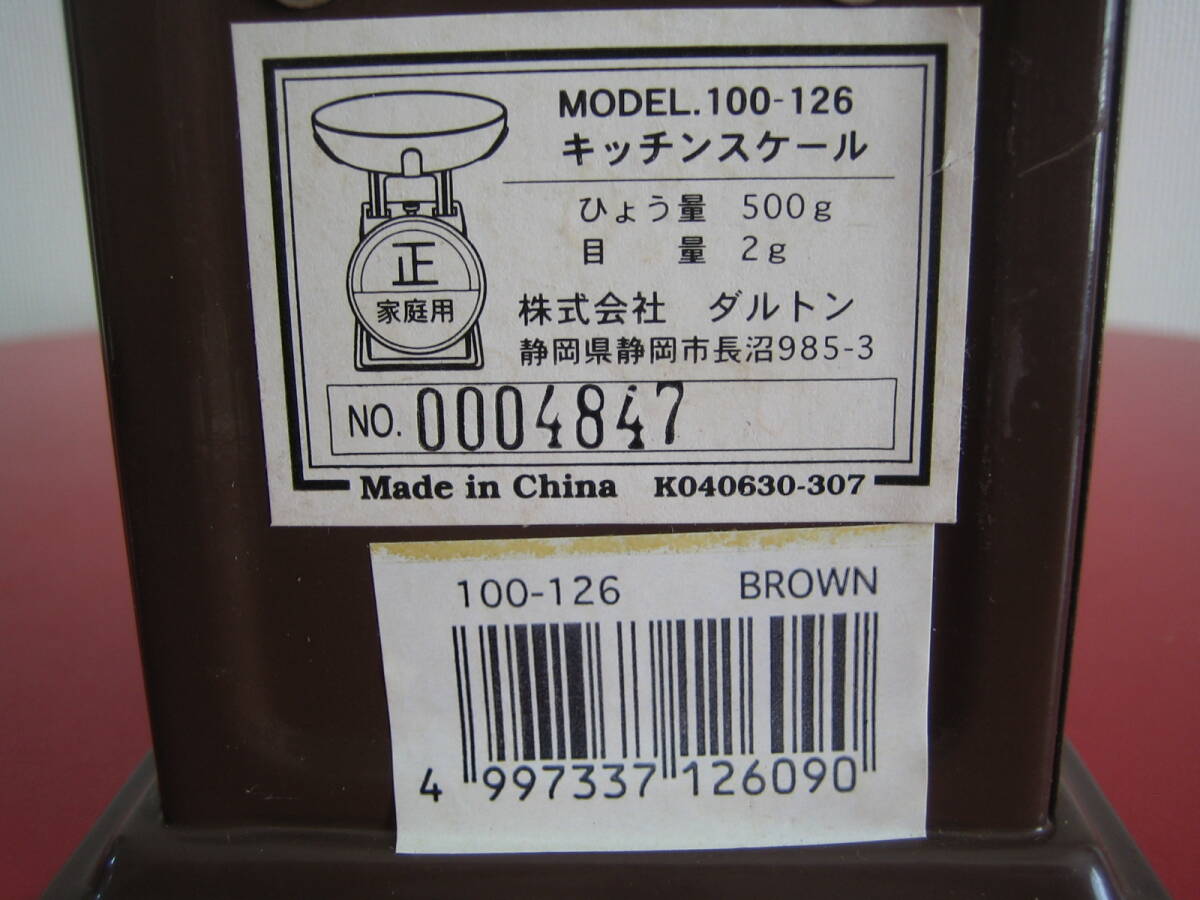 MODEL.100-126
キッチンスケール
ひょう量 500g
目 量 2g
正
家庭用
株式会社 ダルトン
静岡県静岡市長沼985-3
NO. 0004847
Made in China K040630-307
100-126 BROWN
4 997337 126090